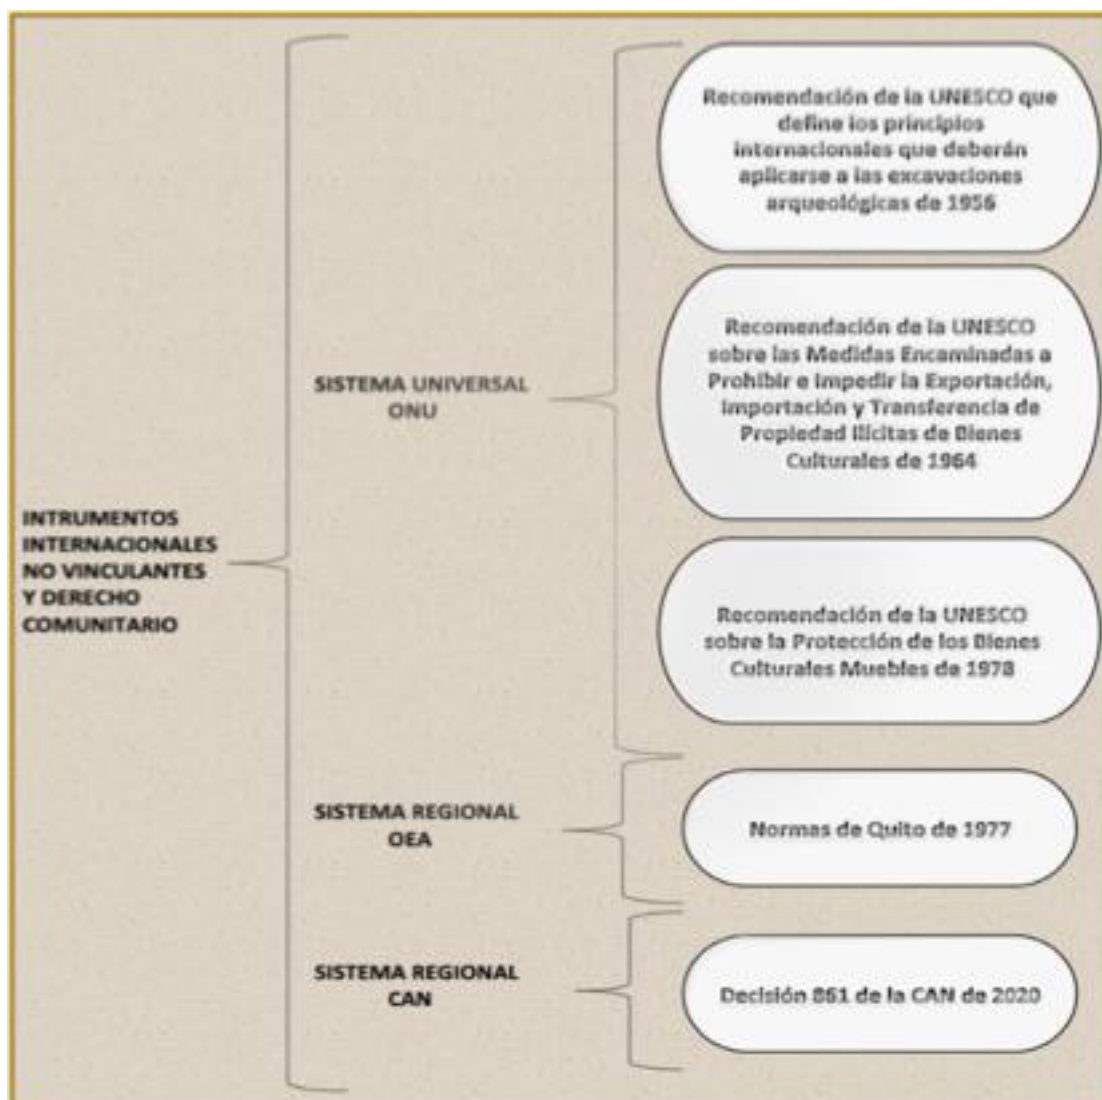 INTRUMENTOS
INTERNACIONALES
NO VINCULANTES
Y DERECHO
COMUNITARIO
SISTEMA UNIVERSAL
ONU
Recomendación de la UNESCO que
define los principios
internacionales que deberán
aplicarse a las excavaciones
arqueológicas de 1956
Recomendación de la UNESCO
sobre las Medidas Encaminadas a
Prohibir e Impedir la Exportación,
Importación y Transferencia de
Propiedad Ilícitas de Bienes
Culturales de 1964
Recomendación de la UNESCO
sobre la Protección de los Bienes
Culturales Muebles de 1978
SISTEMA REGIONAL
OEA
Normas de Quito de 1977
SISTEMA REGIONAL
CAN
Decisión 861 de la CAN de 2020